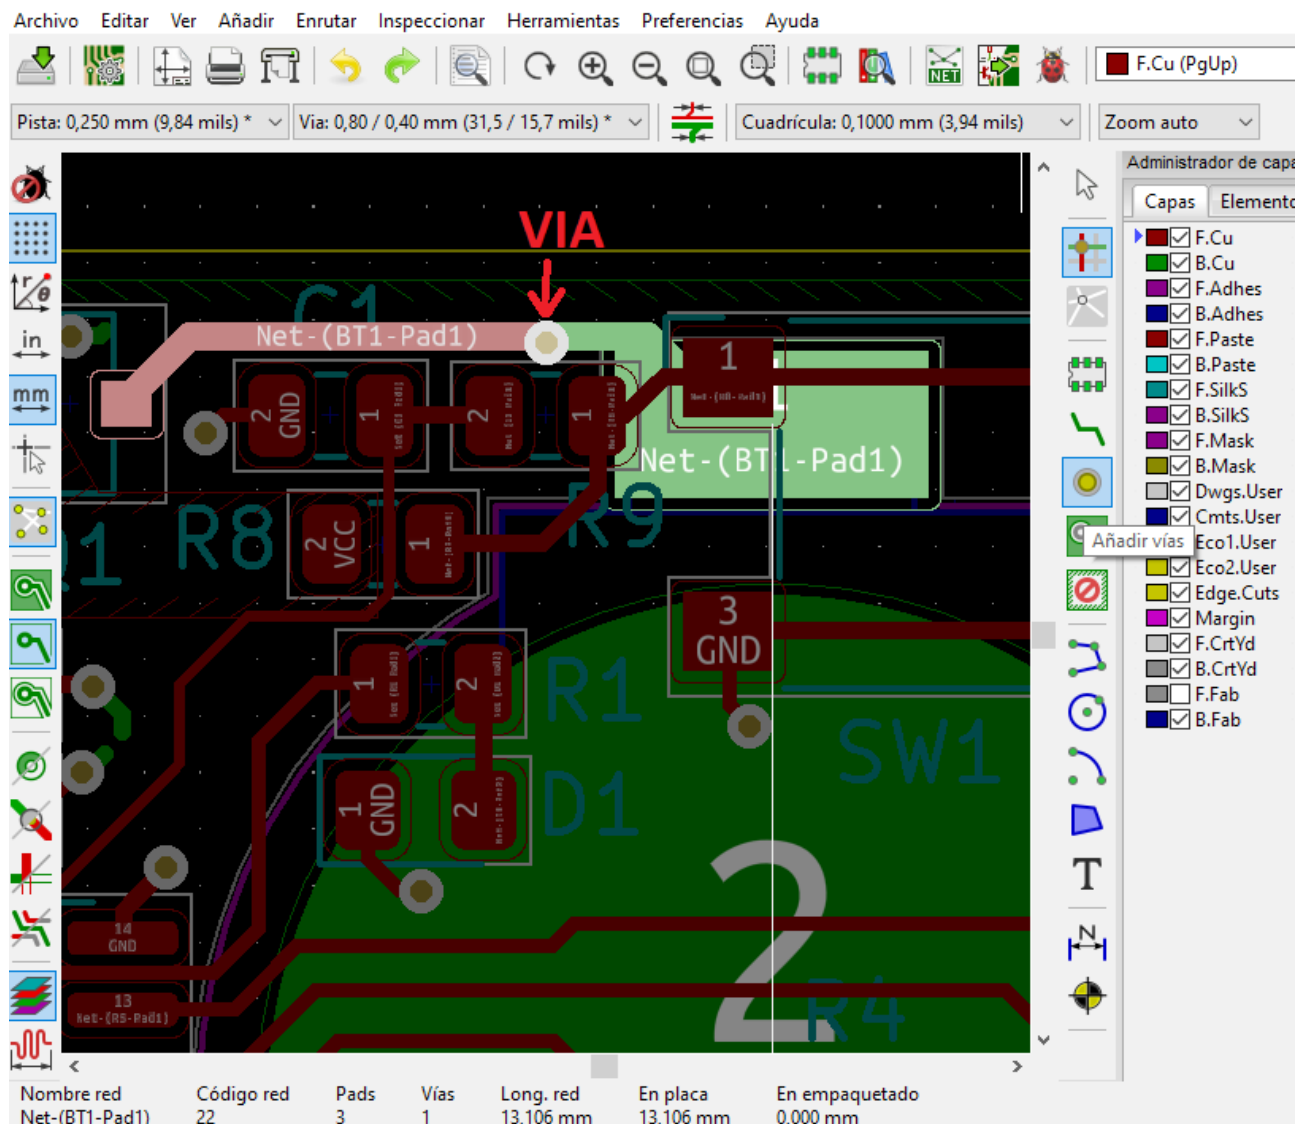 Archivo Editar Ver Añadir Enrutar Inspeccionar Herramientas Preferencias Ayuda
NET
F.Cu (PgUp)
Pista: 0,250 mm (9,84 mils) *
Via: 0,80 / 0,40 mm (31,5 / 15,7 mils) *
Cuadrícula: 0,1000 mm (3,94 mils)
Zoom auto
Administrador de capa
Capas Elemento
F.Cu
B.Cu
F.Adhes
B.Adhes
F.Paste
B.Paste
F.SilkS
B.SilkS
F.Mask
B.Mask
Dwgs.User
Cmts.User
Eco1.User
Eco2.User
Edge.Cuts
Margin
F.CrtYd
B.CrtYd
F.Fab
B.Fab
Añadir vías
T
N
in
mm
VIA
C1
Net-(BT1-Pad1)
1
2
GND
1
2
1
Net-(BT1-Pad1)
R8
R9
Q1
2
VCC
1
3
GND
1
2
R1
SW1
1
GND
2
D1
2
R4
14
GND
13
Net-(R5-Pad1)
Nombre red Código red Pads Vías Long. red En placa En empaquetado
Net-(BT1-Pad1) 22 3 1 13,106 mm 13,106 mm 0,000 mm